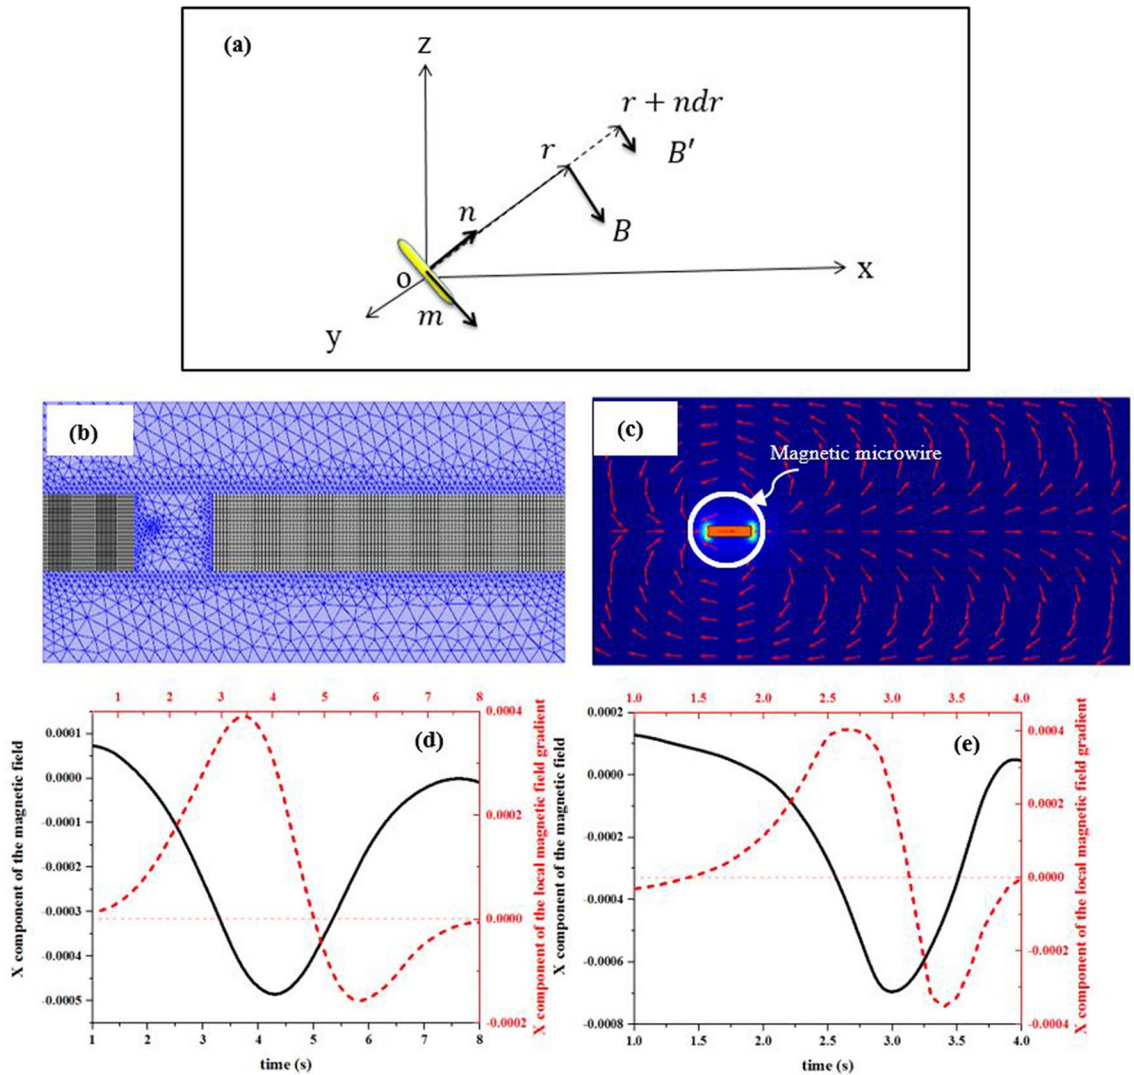 (a)
z
r + ndr
r
B′
n
B
o
x
m
y
(b)
(c)
Magnetic microwire
1 2 3 4 5 6 7 8
(d)
0.0001
0.0000
-0.0001
-0.0002
-0.0003
-0.0004
-0.0005
X component of the magnetic field
0.0004
0.0002
0.0000
-0.0002
X component of the local magnetic field gradient
1 2 3 4 5 6 7 8
time (s)
1.0 1.5 2.0 2.5 3.0 3.5 4.0
(e)
0.0002
0.0000
-0.0002
-0.0004
-0.0006
-0.0008
X component of the magnetic field
0.0004
0.0002
0.0000
-0.0002
-0.0004
X component of the local magnetic field gradient
1.0 1.5 2.0 2.5 3.0 3.5 4.0
time (s)